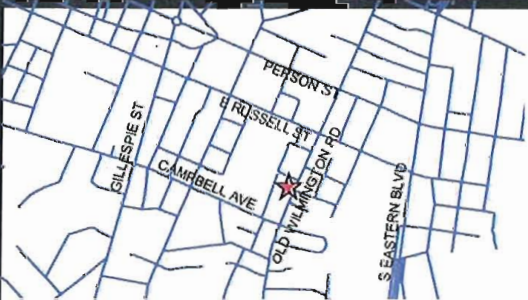 PERSON ST
E RUSSELL ST
GILLESPIE ST
CAMPBELL AVE
OLD WILMINGTON RD
S EASTERN BLVD